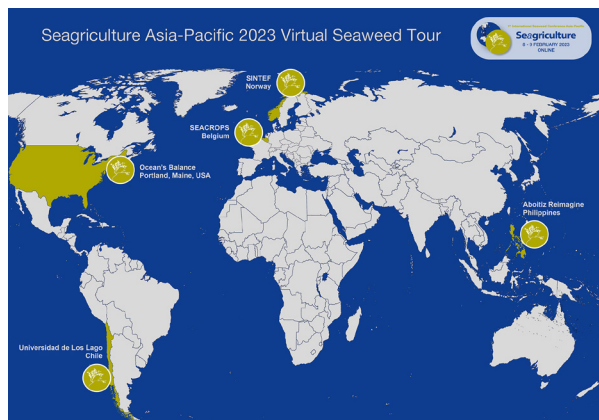 Seagriculture Asia-Pacific 2023 Virtual Seaweed Tour
Seagriculture
8 - 9 FEBRUARY 2023
ONLINE
SINTEF
Norway
SEACROPS
Belgium
Ocean's Balance
Portland, Maine, USA
Aboitiz Reimagine
Philippines
Universidad de Los Lago
Chile